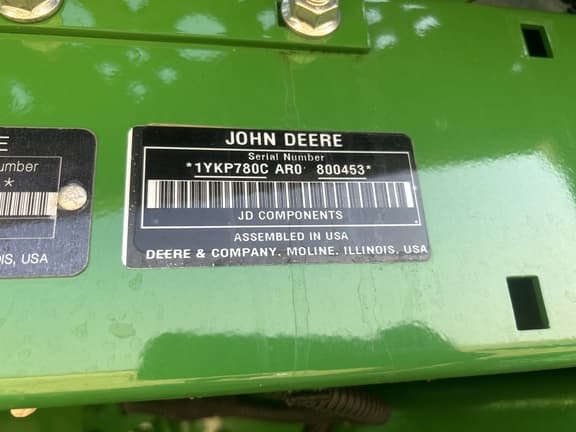 E
umber
*
IS, USA
JOHN DEERE
Serial Number
*1YKP780C AR0 800453*
JD COMPONENTS
ASSEMBLED IN USA
DEERE & COMPANY. MOLINE. ILLINOIS, USA